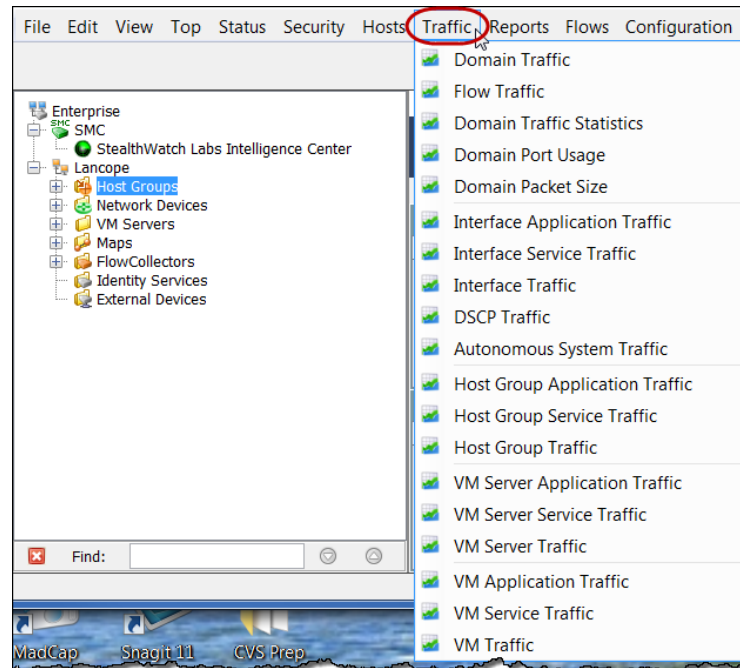 File Edit View Top Status Security Hosts Traffic Reports Flows Configuration
Enterprise
SMC
SMC
StealthWatch Labs Intelligence Center
Lancope
Host Groups
Network Devices
VM Servers
Maps
FlowCollectors
Identity Services
External Devices
Find:
Domain Traffic
Flow Traffic
Domain Traffic Statistics
Domain Port Usage
Domain Packet Size
Interface Application Traffic
Interface Service Traffic
Interface Traffic
DSCP Traffic
Autonomous System Traffic
Host Group Application Traffic
Host Group Service Traffic
Host Group Traffic
VM Server Application Traffic
VM Server Service Traffic
VM Server Traffic
VM Application Traffic
VM Service Traffic
VM Traffic
MadCap Snagit 11 CVS Prep